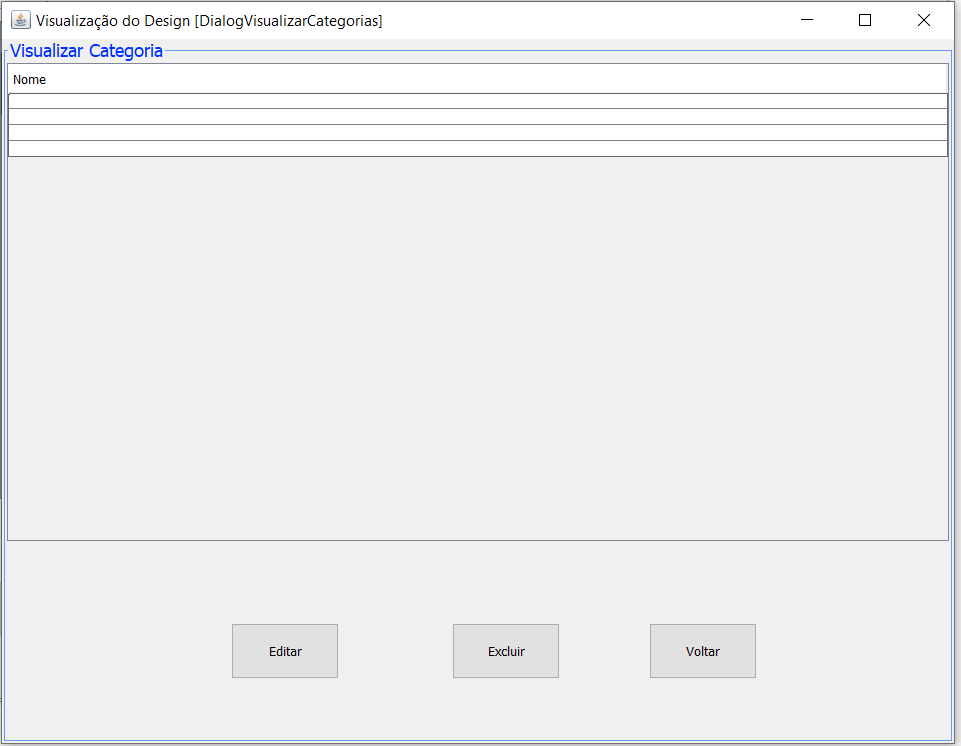 Visualização do Design [DialogVisualizarCategorias]
Visualizar Categoria
Nome
Editar Excluir Voltar